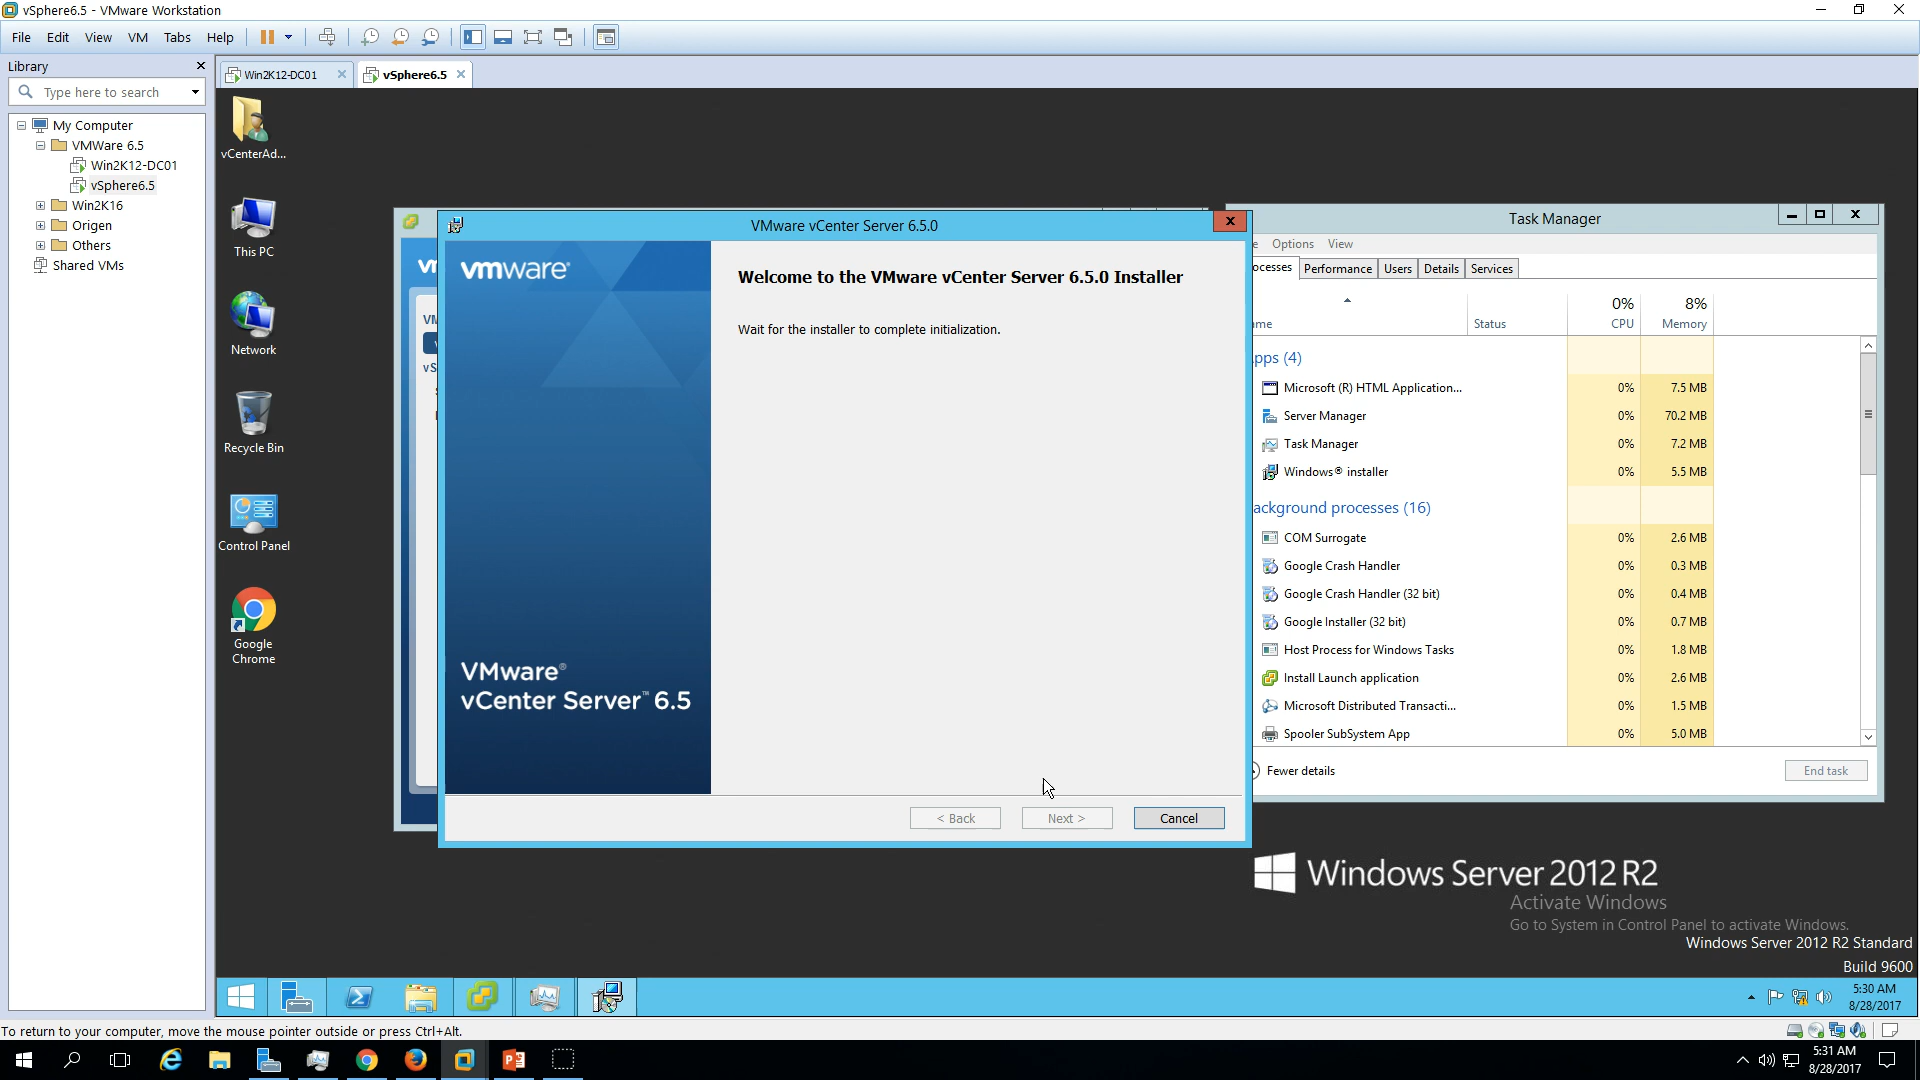 vSphere6.5 - VMware Workstation
File Edit View VM Tabs Help
Library
Type here to search
My Computer
VMWare 6.5
Win2K12-DC01
vSphere6.5
Win2K16
Origen
Others
Shared VMs
Win2K12-DC01
vSphere6.5
vCenterAd...
This PC
Network
Recycle Bin
Control Panel
Google
Chrome
VMware vCenter Server 6.5.0
vmware®
Welcome to the VMware vCenter Server 6.5.0 Installer
Wait for the installer to complete initialization.
VMware®
vCenter Server™ 6.5
< Back
Next >
Cancel
Task Manager
Options View
ocesses Performance Users Details Services
me Status
0% CPU
8% Memory
pps (4)
Microsoft (R) HTML Application... 0% 7.5 MB
Server Manager 0% 70.2 MB
Task Manager 0% 7.2 MB
Windows® installer 0% 5.5 MB
ackground processes (16)
COM Surrogate 0% 2.6 MB
Google Crash Handler 0% 0.3 MB
Google Crash Handler (32 bit) 0% 0.4 MB
Google Installer (32 bit) 0% 0.7 MB
Host Process for Windows Tasks 0% 1.8 MB
Install Launch application 0% 2.6 MB
Microsoft Distributed Transacti... 0% 1.5 MB
Spooler SubSystem App 0% 5.0 MB
Fewer details
End task
Windows Server 2012 R2
Activate Windows
Go to System in Control Panel to activate Windows.
Windows Server 2012 R2 Standard
Build 9600
5:30 AM
8/28/2017
To return to your computer, move the mouse pointer outside or press Ctrl+Alt.
5:31 AM
8/28/2017